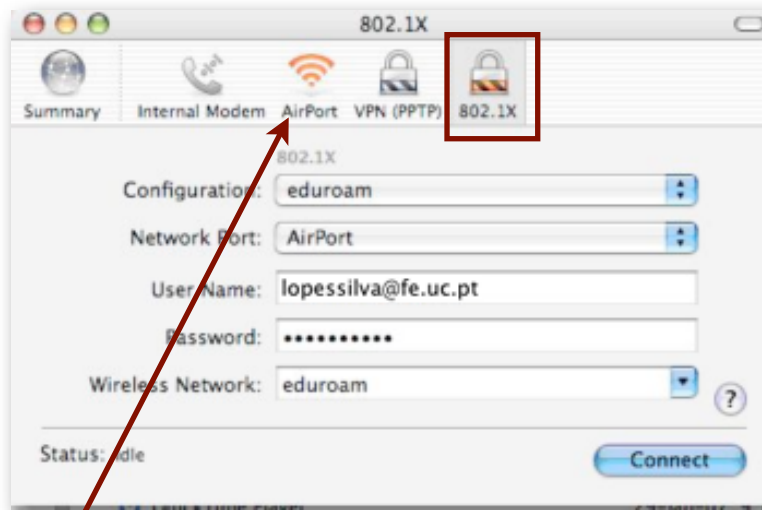 802.1X
Summary Internal Modem AirPort VPN (PPTP) 802.1X
802.1X
Configuration: eduroam
Network Port: AirPort
User Name: lopessilva@fe.uc.pt
Password: ••••••••••
Wireless Network: eduroam
?
Status: Idle
Connect